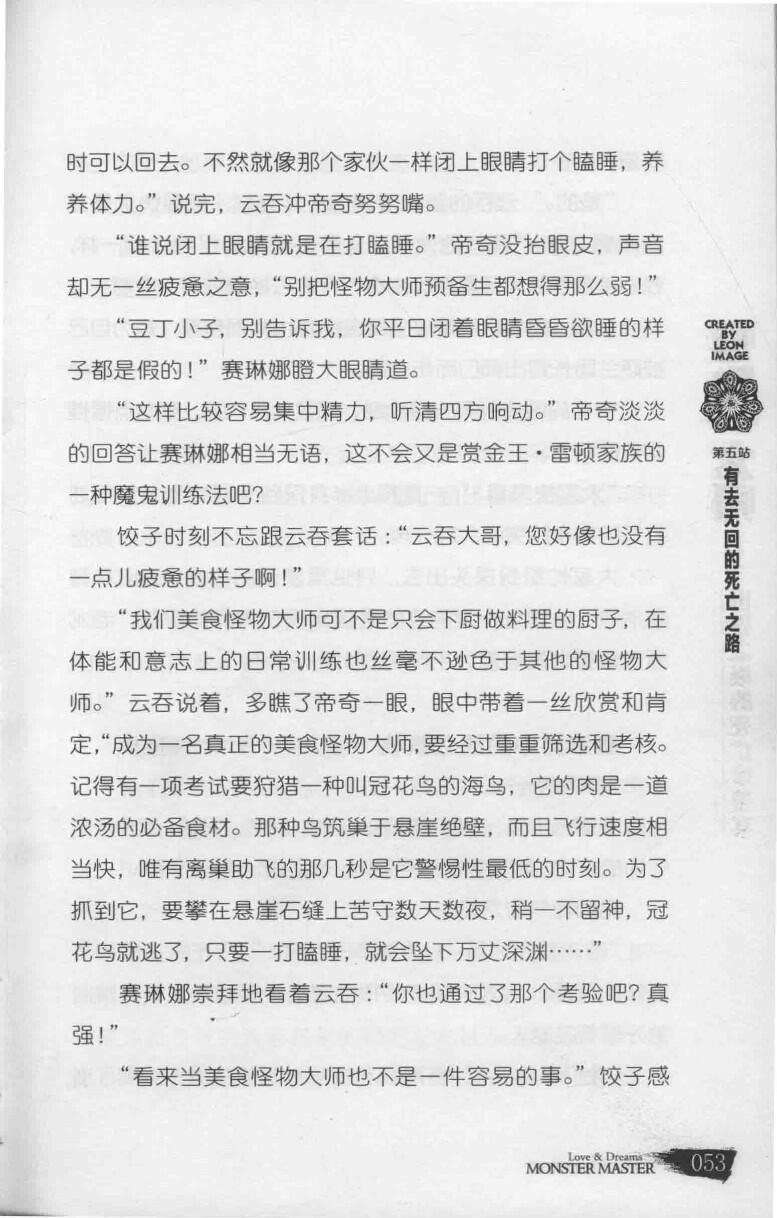 时可以回去。不然就像那个家伙一样闭上眼睛打个瞌睡，养
养体力。”说完，云吞冲帝奇努努嘴。
“谁说闭上眼睛就是在打瞌睡。”帝奇没抬眼皮，声音
却无一丝疲惫之意，“别把怪物大师预备生都想得那么弱！”
“豆丁小子，别告诉我，你平日闭着眼睛昏昏欲睡的样
子都是假的！”赛琳娜瞪大眼睛道。
“这样比较容易集中精力，听清四方响动。”帝奇淡淡
的回答让赛琳娜相当无语，这不会又是赏金王·雷顿家族的
一种魔鬼训练法吧？
饺子时刻不忘跟云吞套话：“云吞大哥，您好像也没有
一点儿疲惫的样子啊！”
“我们美食怪物大师可不是只会下厨做料理的厨子，在
体能和意志上的日常训练也丝毫不逊色于其他的怪物大
师。”云吞说着，多瞧了帝奇一眼，眼中带着一丝欣赏和肯
定，“成为一名真正的美食怪物大师，要经过重重筛选和考核。
记得有一项考试要狩猎一种叫冠花鸟的海鸟，它的肉是一道
浓汤的必备食材。那种鸟筑巢于悬崖绝壁，而且飞行速度相
当快，唯有离巢助飞的那几秒是它警惕性最低的时刻。为了
抓到它，要攀在悬崖石缝上苦守数天数夜，稍一不留神，冠
花鸟就逃了，只要一打瞌睡，就会坠下万丈深渊……”
赛琳娜崇拜地看着云吞：“你也通过了那个考验吧？真
强！”
“看来当美食怪物大师也不是一件容易的事。”饺子感
CREATED
BY
LEON
IMAGE
第五站
有去无回的死亡之路
Love & Dreams
MONSTER MASTER
053